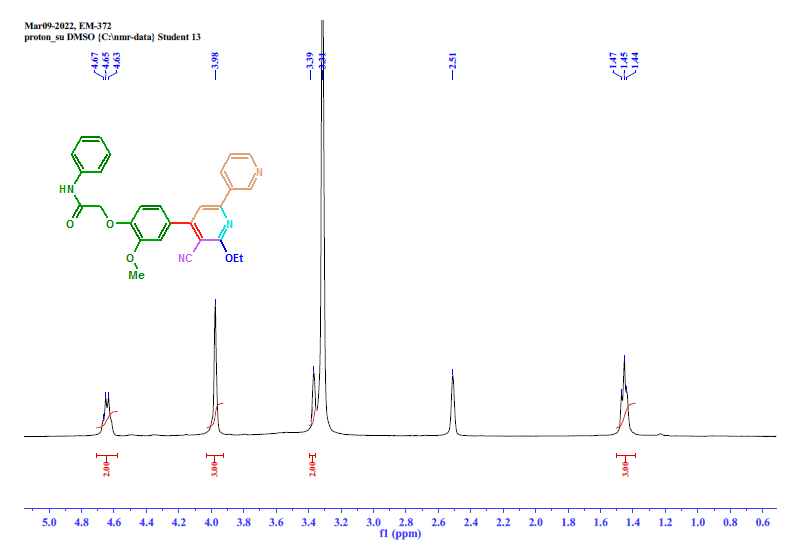 Mar09-2022, EM-372
proton_su DMSO {C:\nmr-data} Student 13
4.67 4.65 4.63 3.98 3.39 3.31 2.51 1.47 1.45 1.44
N
HN
O
O
N
O
NC
OEt
Me
2.00 3.00 2.00 3.00
5.0 4.8 4.6 4.4 4.2 4.0 3.8 3.6 3.4 3.2 3.0 2.8 2.6 2.4 2.2 2.0 1.8 1.6 1.4 1.2 1.0 0.8 0.6
f1 (ppm)